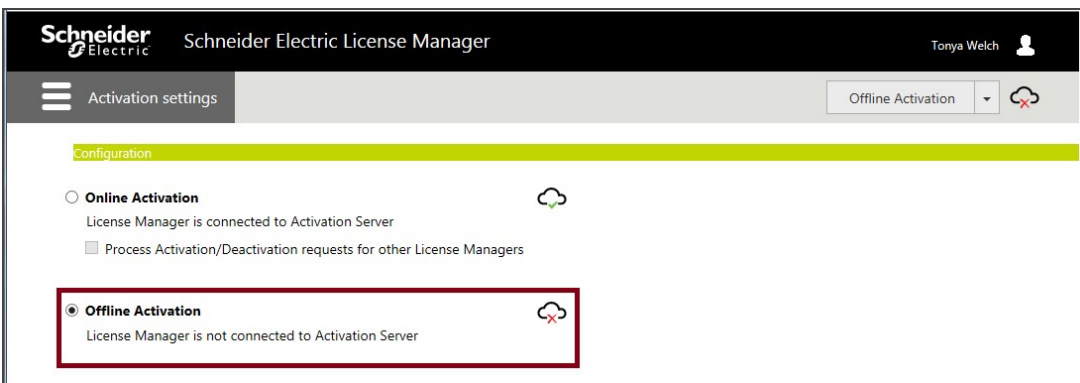 Schneider
Electric
Schneider Electric License Manager
Tonya Welch
Activation settings
Offline Activation
Configuration
Online Activation
License Manager is connected to Activation Server
Process Activation/Deactivation requests for other License Managers
Offline Activation
License Manager is not connected to Activation Server